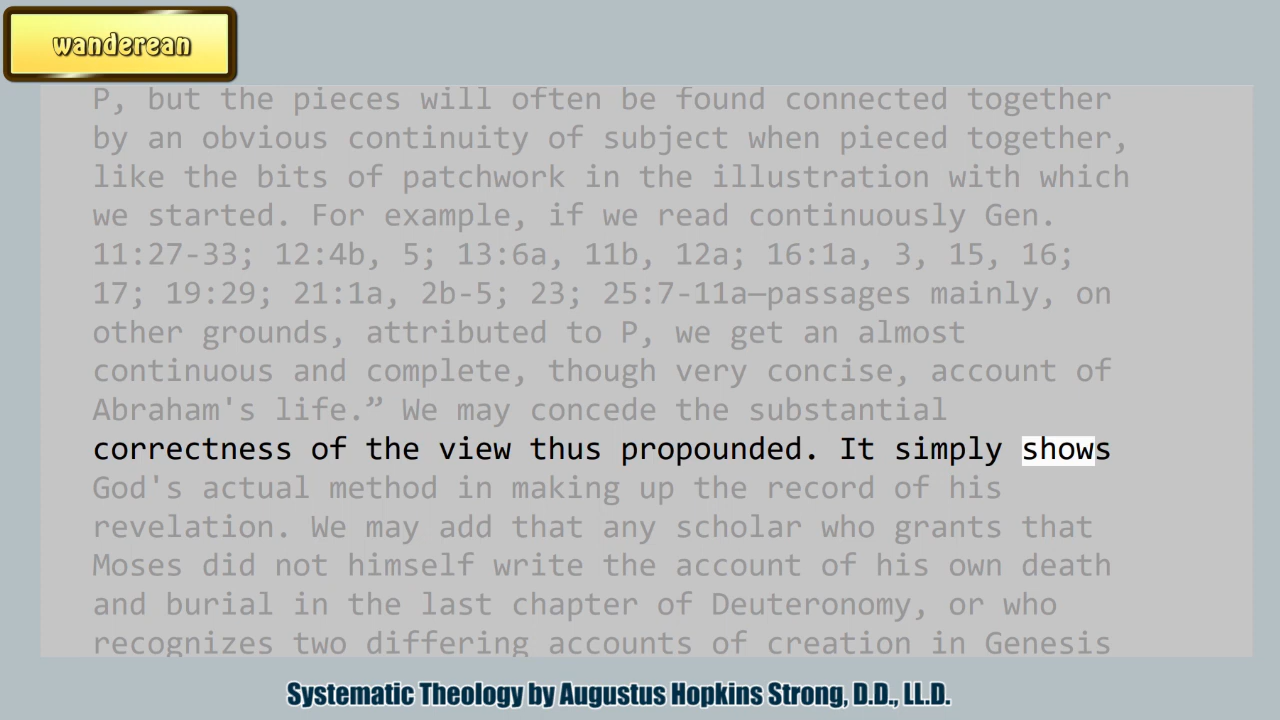 wanderean
P, but the pieces will often be found connected together
by an obvious continuity of subject when pieced together,
like the bits of patchwork in the illustration with which
we started. For example, if we read continuously Gen.
11:27-33; 12:4b, 5; 13:6a, 11b, 12a; 16:1a, 3, 15, 16;
17; 19:29; 21:1a, 2b-5; 23; 25:7-11a—passages mainly, on
other grounds, attributed to P, we get an almost
continuous and complete, though very concise, account of
Abraham's life.” We may concede the substantial
correctness of the view thus propounded. It simply shows
God's actual method in making up the record of his
revelation. We may add that any scholar who grants that
Moses did not himself write the account of his own death
and burial in the last chapter of Deuteronomy, or who
recognizes two differing accounts of creation in Genesis
Systematic Theology by Augustus Hopkins Strong, D.D., LL.D.